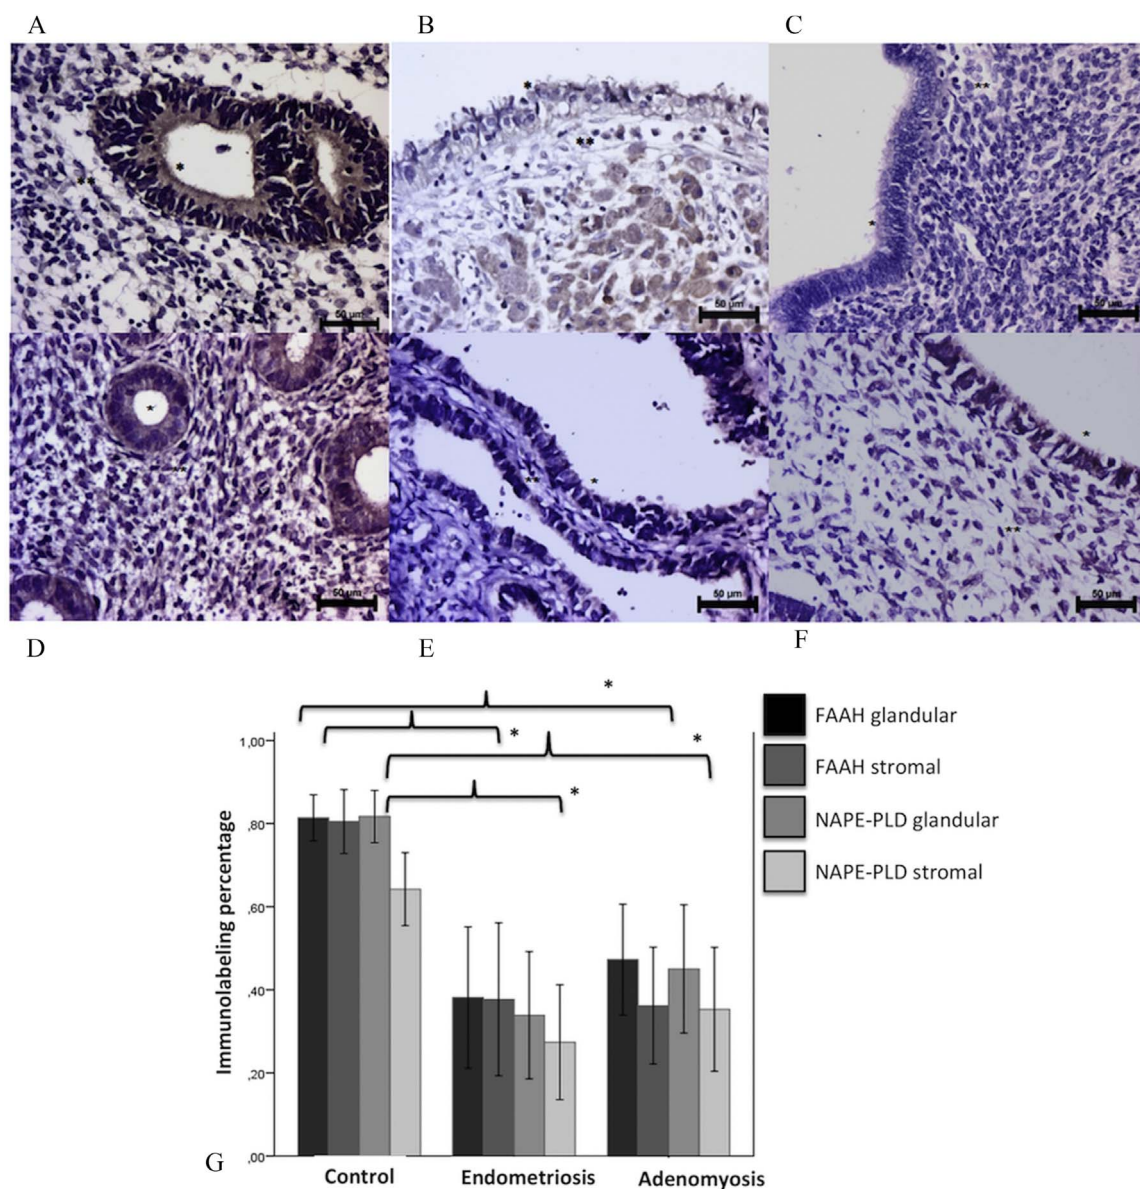 A B C
* ** * ** * **
50 µm 50 µm 50 µm
* ** * ** * **
50 µm 50 µm 50 µm
D E F
* * * *
FAAH glandular
FAAH stromal
NAPE-PLD glandular
NAPE-PLD stromal
Immunolabeling percentage
1,00
,80
,60
,40
,20
,00
G
Control Endometriosis Adenomyosis